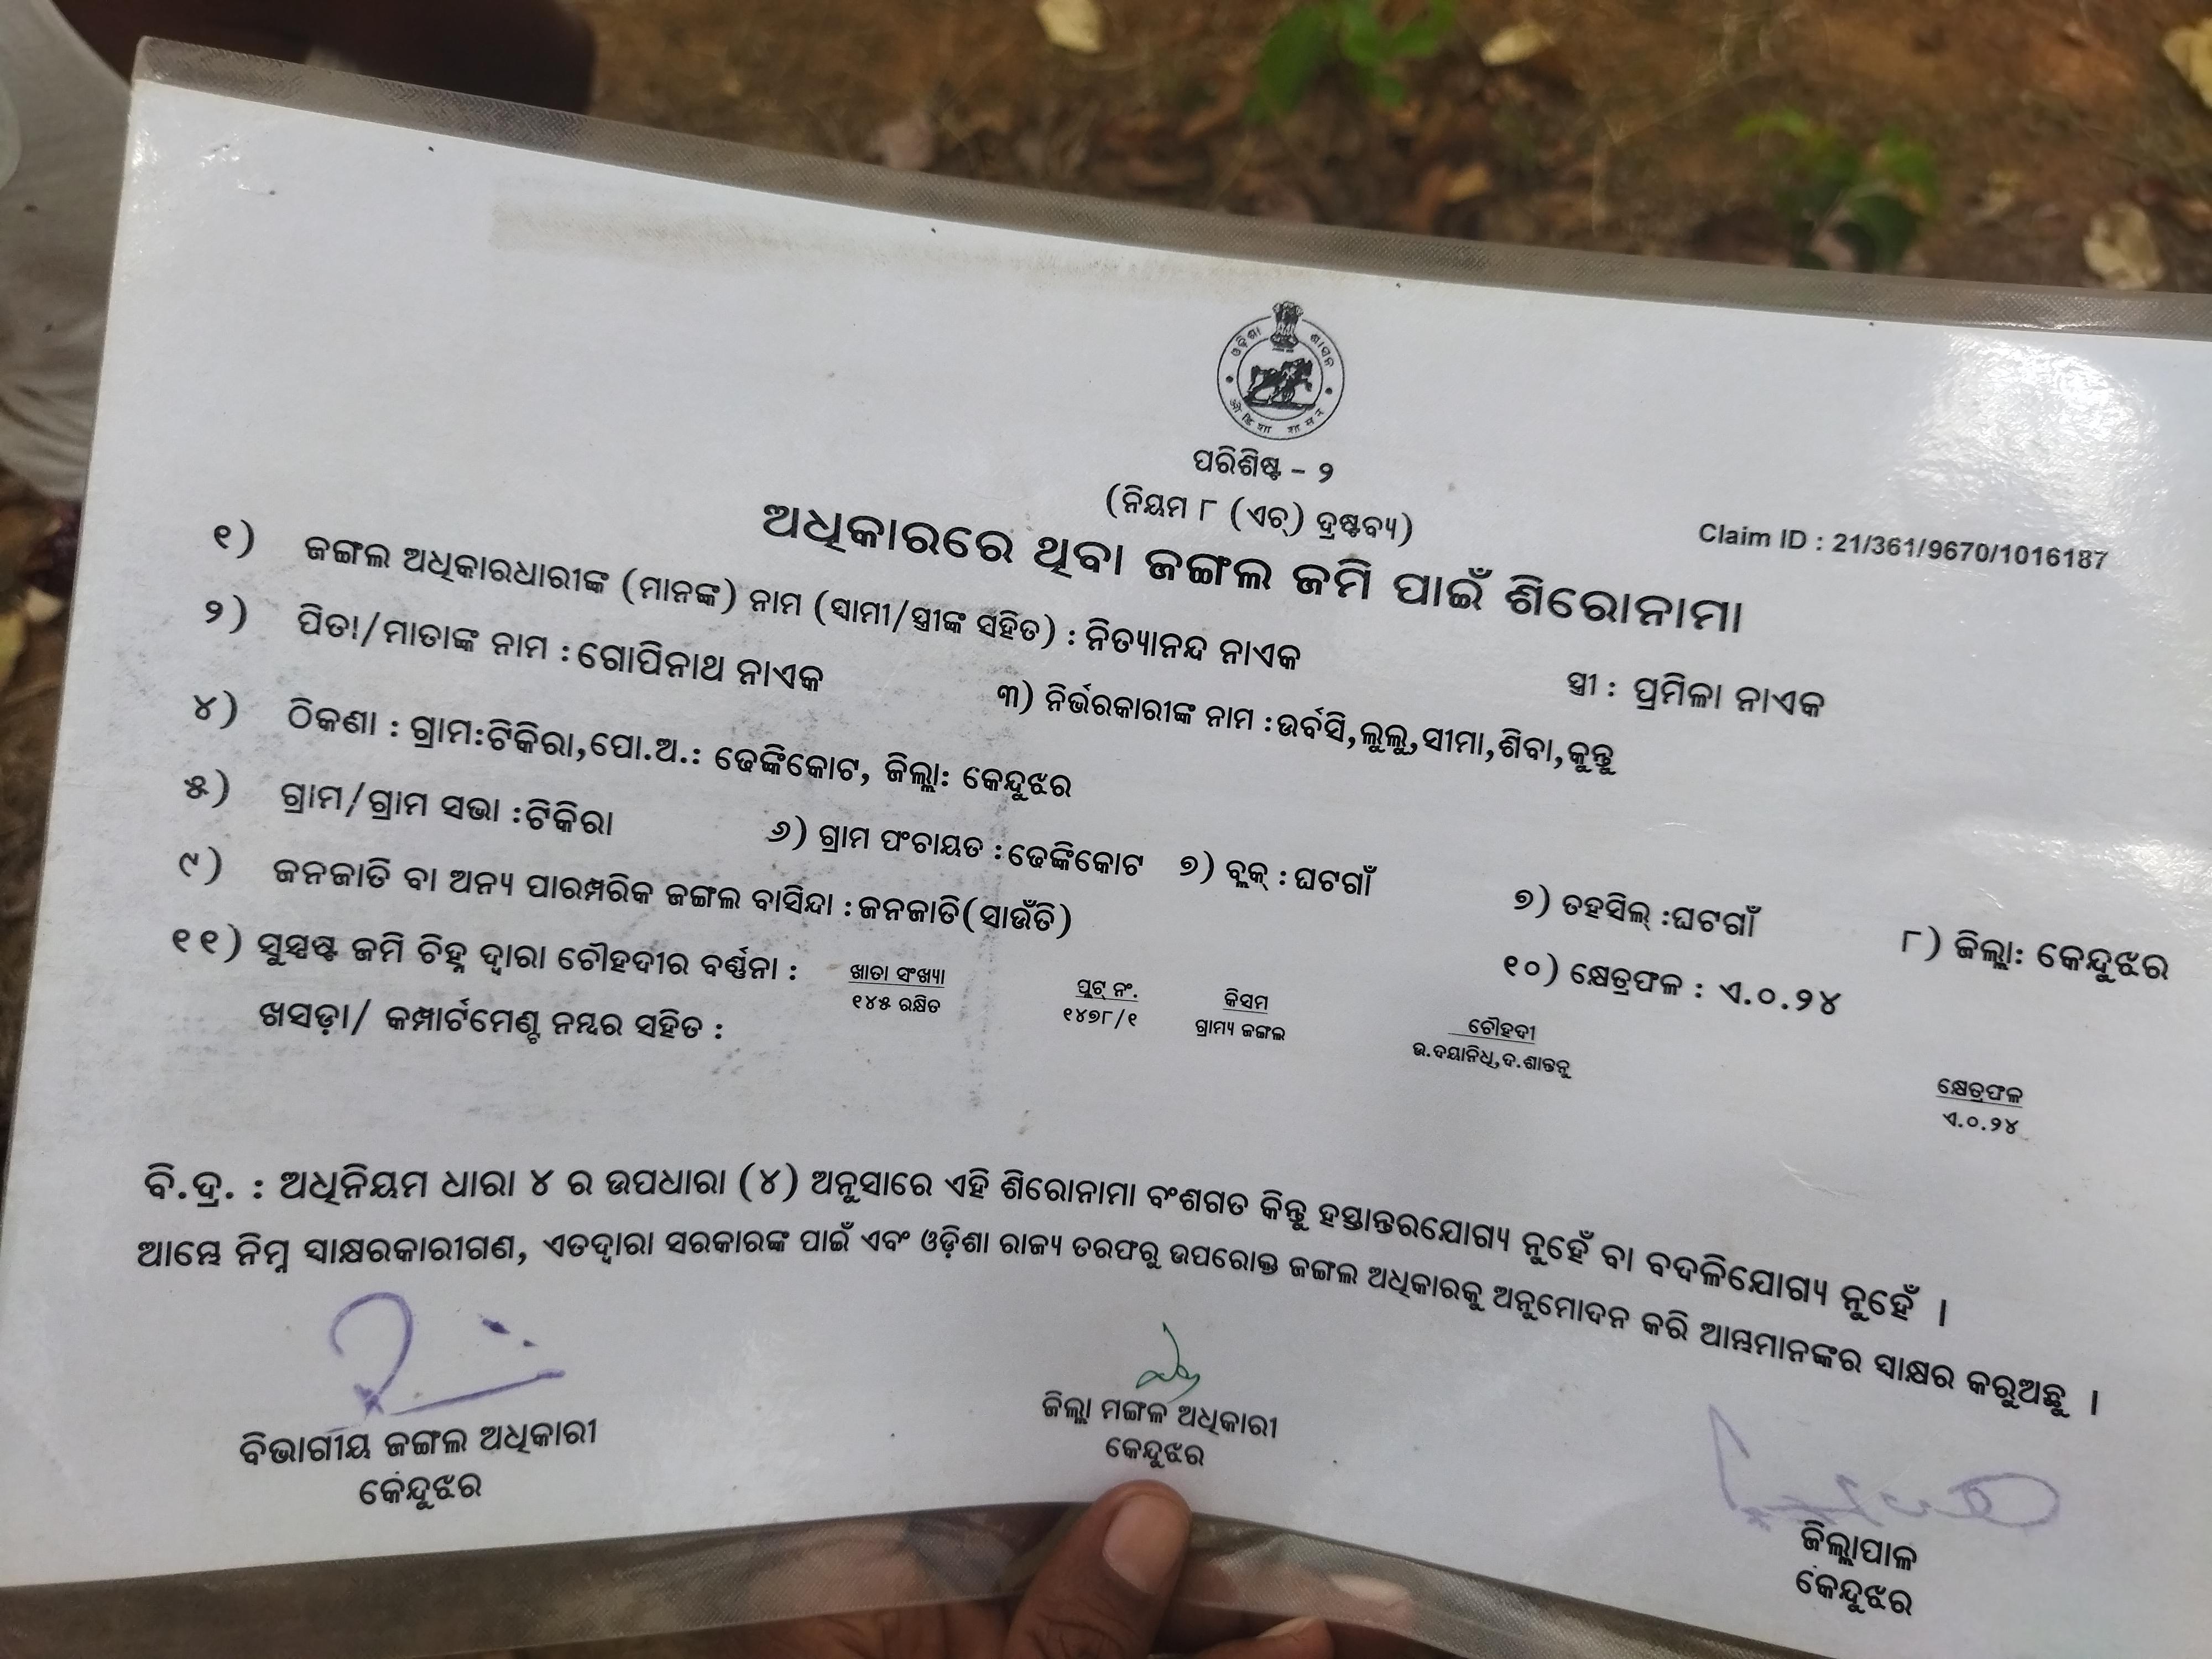 ଓଡ଼ିଶା ଶାସନ
ओडिशा शासन
ପରିଶିଷ୍ଟ – ୨
(ନିୟମ ୮ (ଏଚ୍) ଦ୍ରଷ୍ଟବ୍ୟ)
Claim ID : 21/361/9670/1016187
ଅଧିକାରରେ ଥିବା ଜଙ୍ଗଲ ଜମି ପାଇଁ ଶିରୋନାମା
୧) ଜଙ୍ଗଲ ଅଧିକାରଧାରୀଙ୍କ (ମାନଙ୍କ) ନାମ (ସ୍ୱାମୀ/ସ୍ତ୍ରୀଙ୍କ ସହିତ) : ନିତ୍ୟାନନ୍ଦ ନାଏକ ସ୍ତ୍ରୀ : ପ୍ରମିଳା ନାଏକ
୨) ପିତା/ମାତାଙ୍କ ନାମ : ଗୋପିନାଥ ନାଏକ ୩) ନିର୍ଭରକାରୀଙ୍କ ନାମ : ଉର୍ବସି,ଲୁଲୁ,ସୀମା,ଶିବା,କୁନ୍ତୁ
୪) ଠିକଣା : ଗ୍ରାମ:ଟିକିରା,ପୋ.ଅ.: ଢେଙ୍କିକୋଟ, ଜିଲ୍ଲା: କେନ୍ଦୁଝର
୫) ଗ୍ରାମ/ଗ୍ରାମ ସଭା : ଟିକିରା ୬) ଗ୍ରାମ ପଂଚାୟତ : ଢେଙ୍କିକୋଟ ୭) ବ୍ଲକ୍ : ଘଟଗାଁ ୭) ତହସିଲ୍ : ଘଟଗାଁ ୮) ଜିଲ୍ଲା: କେନ୍ଦୁଝର
୯) ଜନଜାତି ବା ଅନ୍ୟ ପାରମ୍ପରିକ ଜଙ୍ଗଲ ବାସିନ୍ଦା : ଜନଜାତି(ସାଉଁତି) ୧୦) କ୍ଷେତ୍ରଫଳ : ଏ.୦.୨୪
୧୧) ସୁସ୍ପଷ୍ଟ ଜମି ଚିହ୍ନ ଦ୍ୱାରା ଚୌହଦୀର ବର୍ଣ୍ଣନା : ଖାତା ସଂଖ୍ୟା ପ୍ଲଟ୍ ନଂ. କିସମ ଚୌହଦୀ କ୍ଷେତ୍ରଫଳ
ଖସଡ଼ା/ କମ୍ପାର୍ଟମେଣ୍ଟ ନମ୍ବର ସହିତ : ୧୪୫ ରକ୍ଷିତ ୧୪୭୮/୧ ଗ୍ରାମ୍ୟ ଜଙ୍ଗଲ ଉ.ଦୟାନିଧି,ଦ.ଶାନ୍ତନୁ ଏ.୦.୨୪
ବି.ଦ୍ର. : ଅଧିନିୟମ ଧାରା ୪ ର ଉପଧାରା (୪) ଅନୁସାରେ ଏହି ଶିରୋନାମା ବଂଶଗତ କିନ୍ତୁ ହସ୍ତାନ୍ତରଯୋଗ୍ୟ ନୁହେଁ ବା ବଦଳିଯୋଗ୍ୟ ନୁହେଁ ।
ଆମ୍ଭେ ନିମ୍ନ ସ୍ୱାକ୍ଷରକାରୀଗଣ, ଏତଦ୍ୱାରା ସରକାରଙ୍କ ପାଇଁ ଏବଂ ଓଡ଼ିଶା ରାଜ୍ୟ ତରଫରୁ ଉପରୋକ୍ତ ଜଙ୍ଗଲ ଅଧିକାରକୁ ଅନୁମୋଦନ କରି ଆମ୍ଭମାନଙ୍କର ସ୍ୱାକ୍ଷର କରୁଅଛୁ ।
ବିଭାଗୀୟ ଜଙ୍ଗଲ ଅଧିକାରୀ
କେନ୍ଦୁଝର
ଜିଲ୍ଲା ମଙ୍ଗଳ ଅଧିକାରୀ
କେନ୍ଦୁଝର
ଜିଲ୍ଲାପାଳ
କେନ୍ଦୁଝର